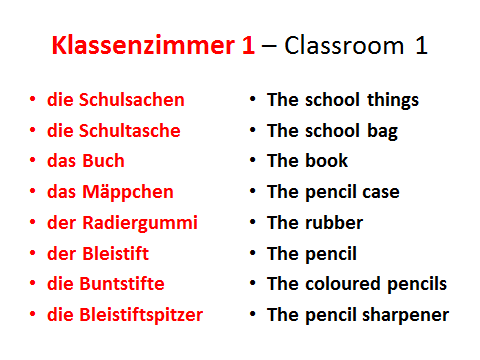 Klassenzimmer 1 – Classroom 1
• die Schulsachen
• die Schultasche
• das Buch
• das Mäppchen
• der Radiergummi
• der Bleistift
• die Buntstifte
• die Bleistiftspitzer
• The school things
• The school bag
• The book
• The pencil case
• The rubber
• The pencil
• The coloured pencils
• The pencil sharpener